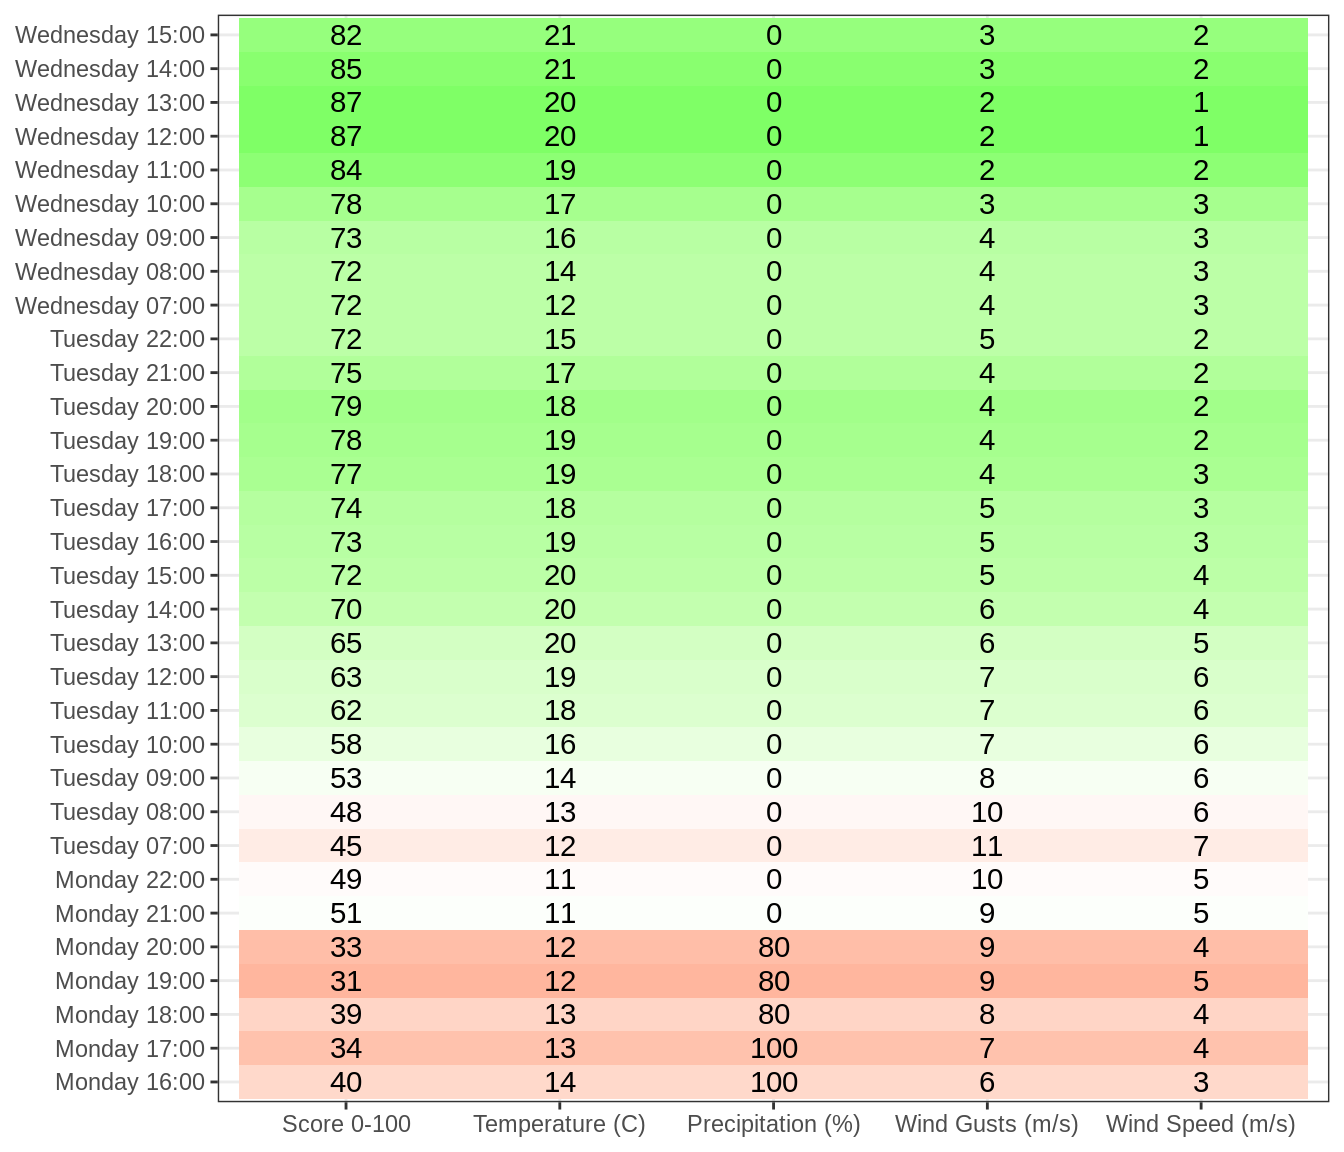 Wednesday 15:00 82 21 0 3 2
Wednesday 14:00 85 21 0 3 2
Wednesday 13:00 87 20 0 2 1
Wednesday 12:00 87 20 0 2 1
Wednesday 11:00 84 19 0 2 2
Wednesday 10:00 78 17 0 3 3
Wednesday 09:00 73 16 0 4 3
Wednesday 08:00 72 14 0 4 3
Wednesday 07:00 72 12 0 4 3
Tuesday 22:00 72 15 0 5 2
Tuesday 21:00 75 17 0 4 2
Tuesday 20:00 79 18 0 4 2
Tuesday 19:00 78 19 0 4 2
Tuesday 18:00 77 19 0 4 3
Tuesday 17:00 74 18 0 5 3
Tuesday 16:00 73 19 0 5 3
Tuesday 15:00 72 20 0 5 4
Tuesday 14:00 70 20 0 6 4
Tuesday 13:00 65 20 0 6 5
Tuesday 12:00 63 19 0 7 6
Tuesday 11:00 62 18 0 7 6
Tuesday 10:00 58 16 0 7 6
Tuesday 09:00 53 14 0 8 6
Tuesday 08:00 48 13 0 10 6
Tuesday 07:00 45 12 0 11 7
Monday 22:00 49 11 0 10 5
Monday 21:00 51 11 0 9 5
Monday 20:00 33 12 80 9 4
Monday 19:00 31 12 80 9 5
Monday 18:00 39 13 80 8 4
Monday 17:00 34 13 100 7 4
Monday 16:00 40 14 100 6 3
Score 0-100 Temperature (C) Precipitation (%) Wind Gusts (m/s) Wind Speed (m/s)